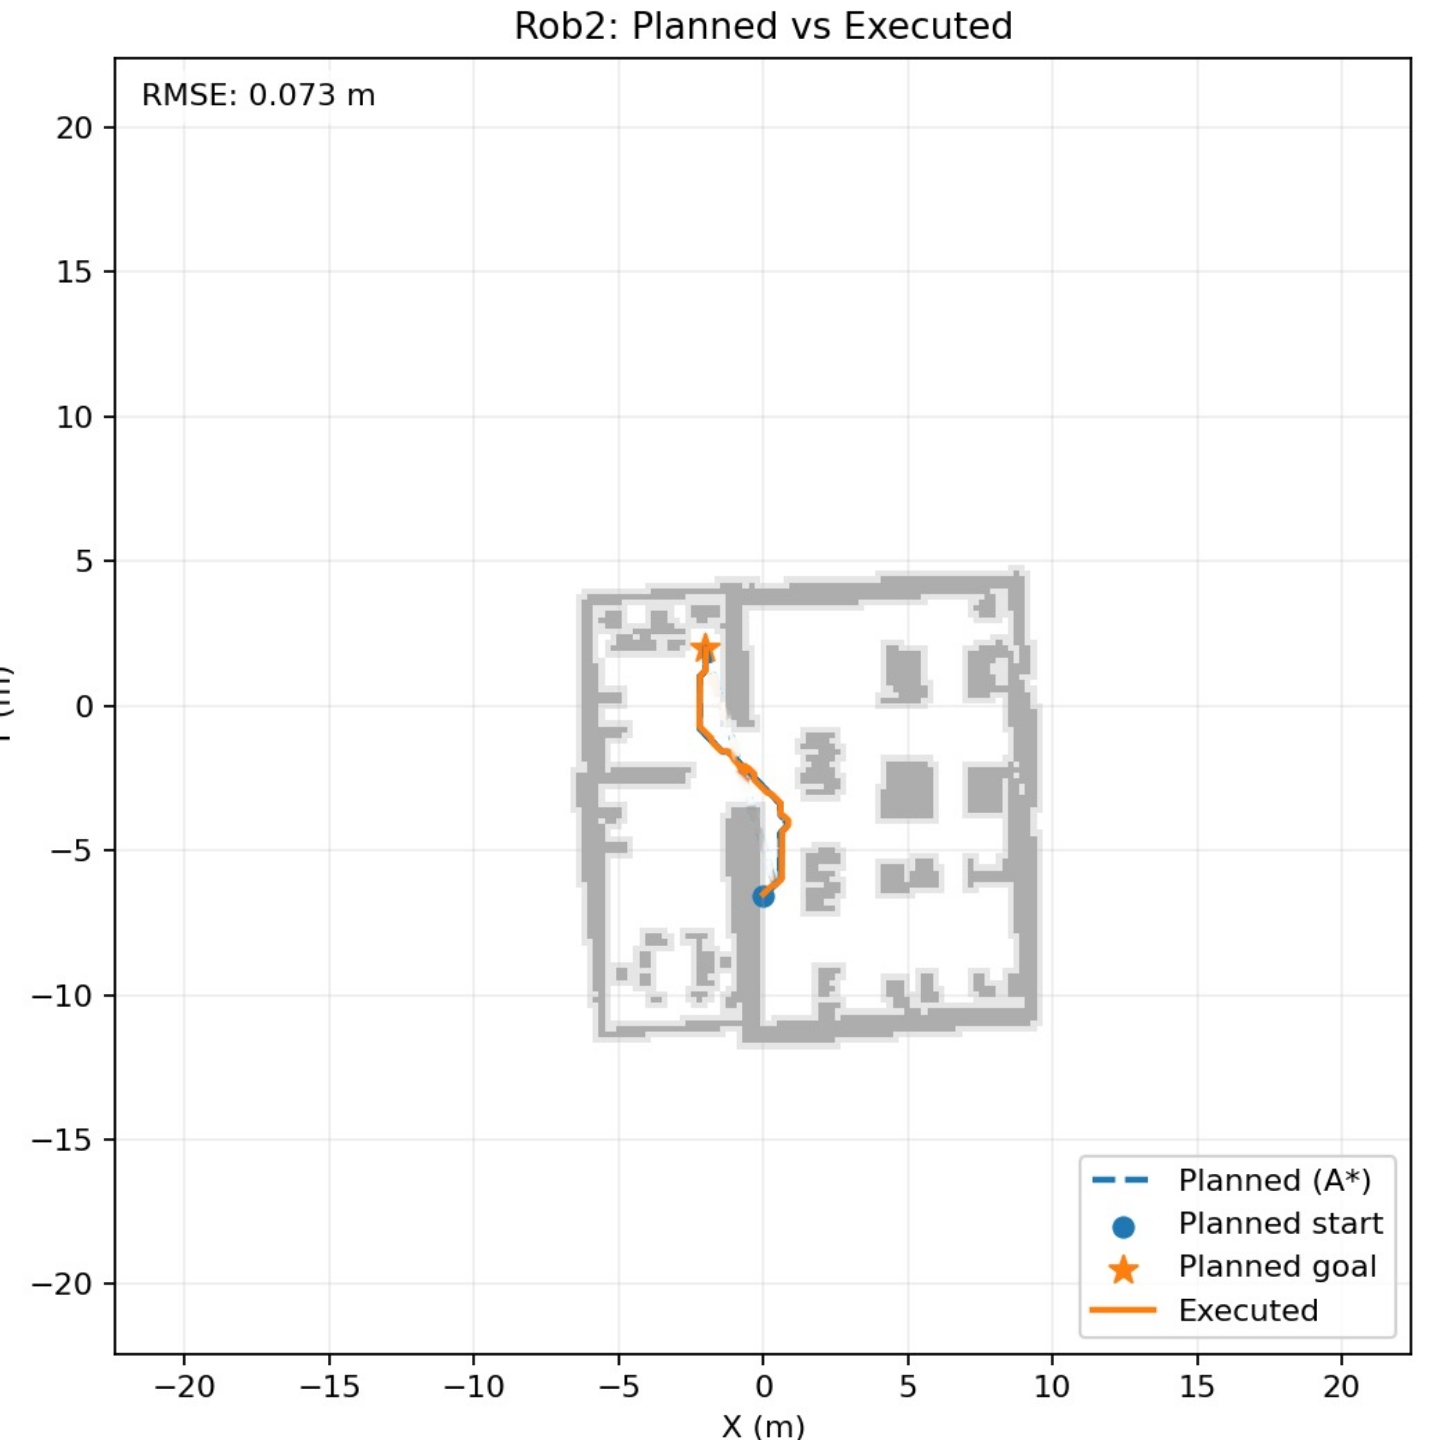 Rob2: Planned vs Executed
RMSE: 0.073 m
20
15
10
5
0
−5
−10
−15
−20
Planned (A*)
Planned start
Planned goal
Executed
−20 −15 −10 −5 0 5 10 15 20
X (m)